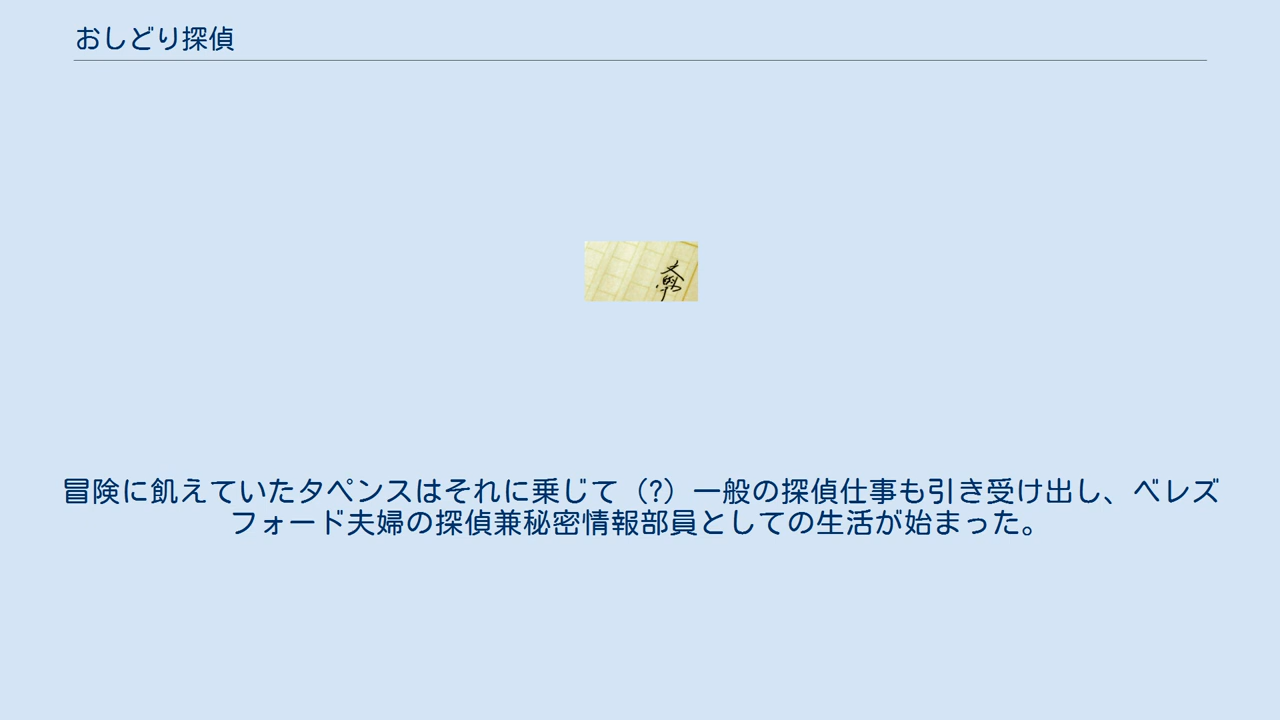 おしどり探偵
冒険に飢えていたタペンスはそれに乗じて（?）一般の探偵仕事も引き受け出し、ベレズ
フォード夫婦の探偵兼秘密情報部員としての生活が始まった。